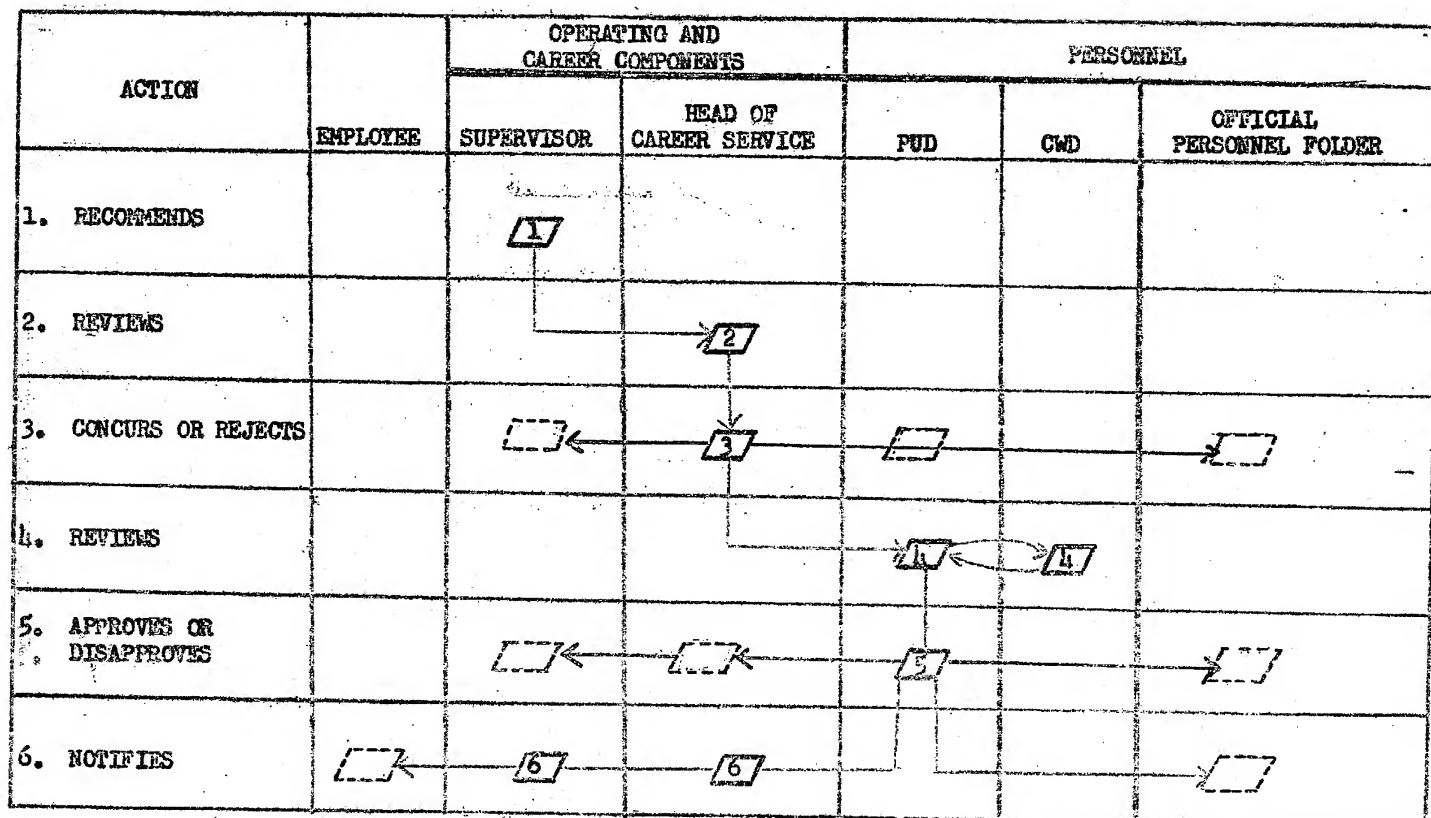 OPERATING AND
CAREER COMPONENTS
PERSONNEL
ACTION
EMPLOYEE
SUPERVISOR
HEAD OF
CAREER SERVICE
PUD
CWD
OFFICIAL
PERSONNEL FOLDER
1. RECOMMENDS
1
2. REVIEWS
2
3. CONCURS OR REJECTS
3
4. REVIEWS
4
4
5. APPROVES OR
DISAPPROVES
5
6. NOTIFIES
6
6